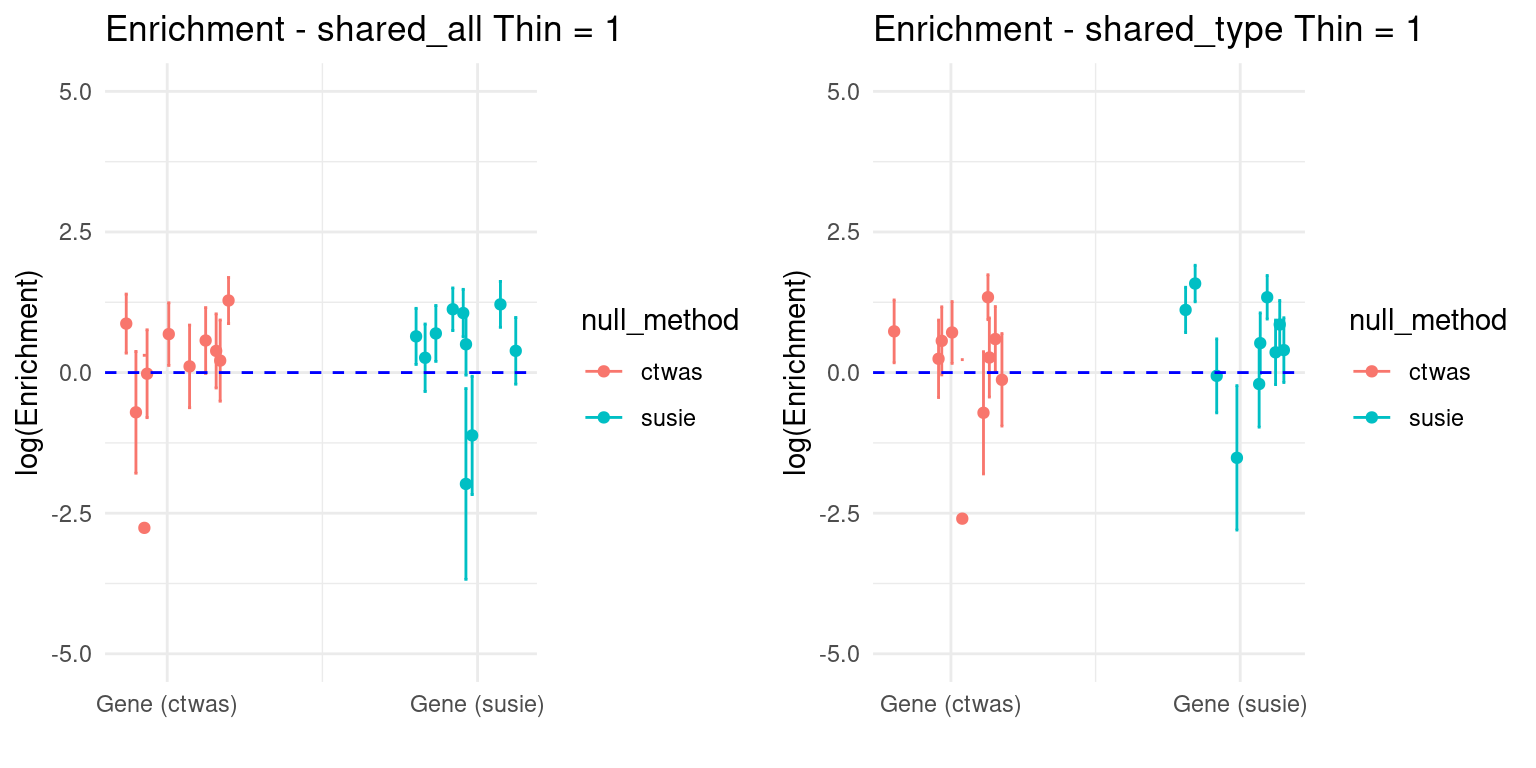 Enrichment - shared_all Thin = 1
log(Enrichment)
5.0
2.5
0.0
-2.5
-5.0
Gene (ctwas)
Gene (susie)
null_method
ctwas
susie
Enrichment - shared_type Thin = 1
log(Enrichment)
5.0
2.5
0.0
-2.5
-5.0
Gene (ctwas)
Gene (susie)
null_method
ctwas
susie